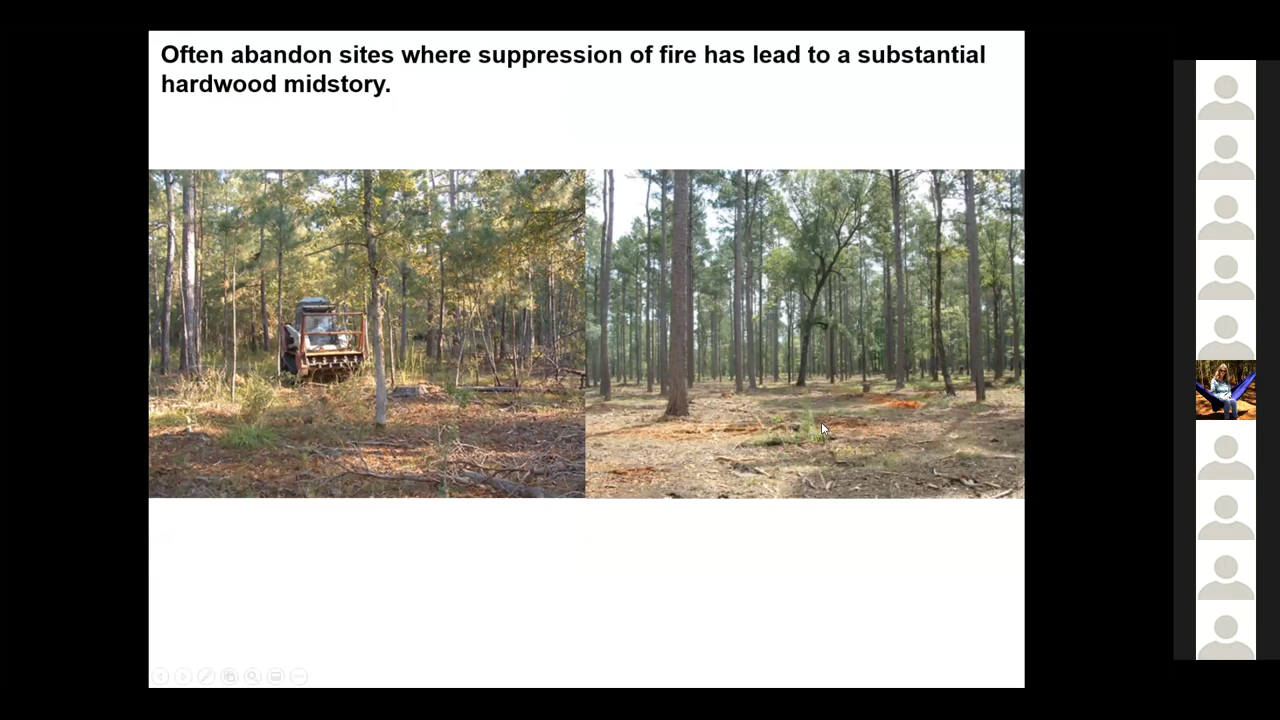 Often abandon sites where suppression of fire has lead to a substantial
hardwood midstory.